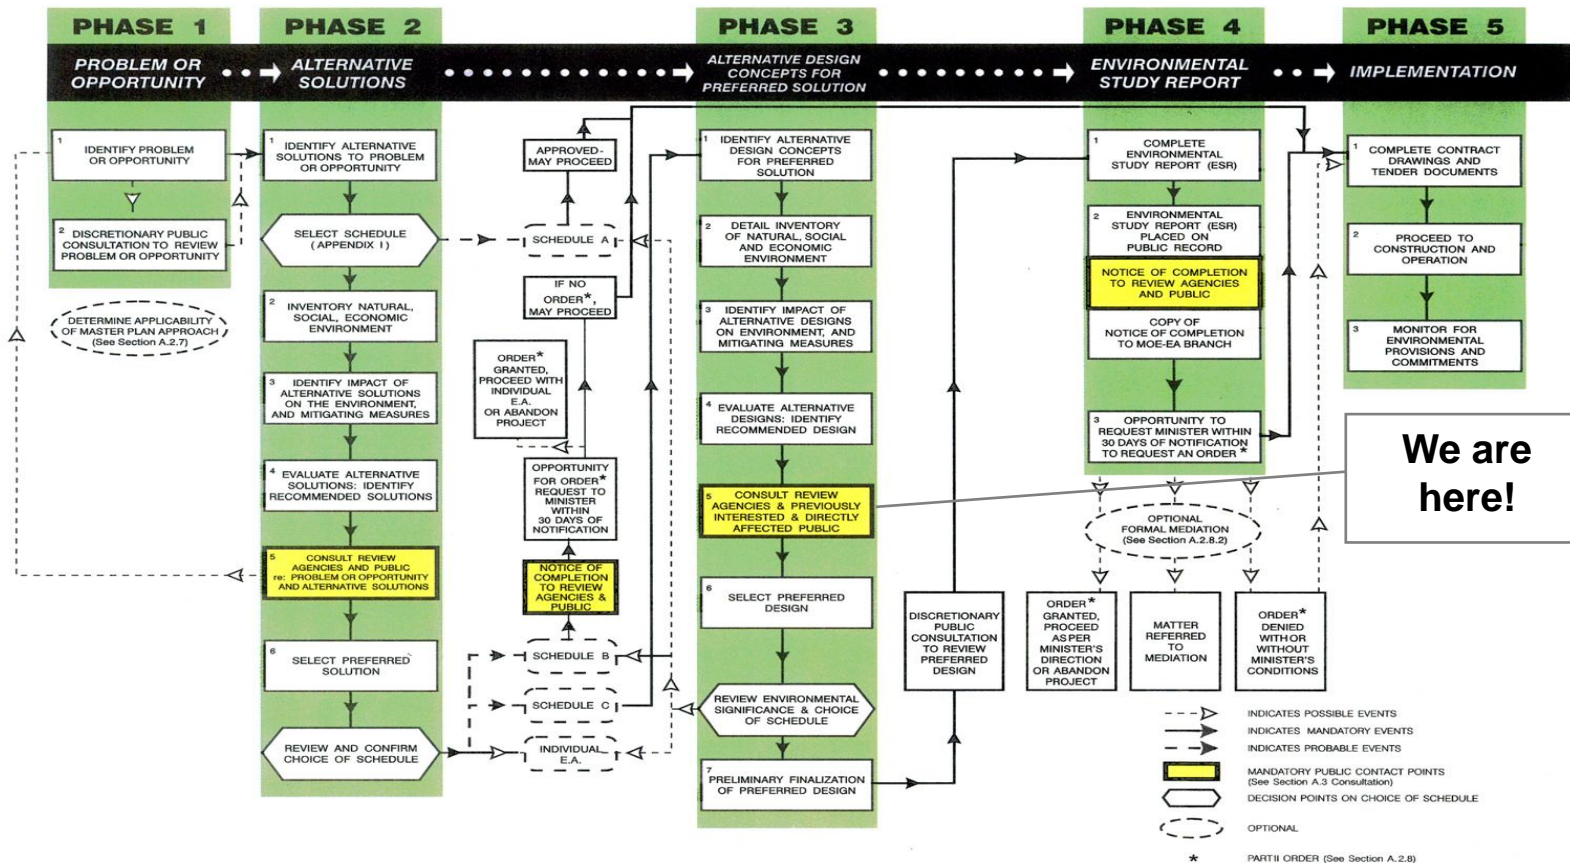 PHASE 1
PHASE 2
PHASE 3
PHASE 4
PHASE 5
PROBLEM OR
OPPORTUNITY
ALTERNATIVE
SOLUTIONS
ALTERNATIVE DESIGN
CONCEPTS FOR
PREFERRED SOLUTION
ENVIRONMENTAL
STUDY REPORT
IMPLEMENTATION
1
IDENTIFY PROBLEM
OR OPPORTUNITY
2
DISCRETIONARY PUBLIC
CONSULTATION TO REVIEW
PROBLEM OR OPPORTUNITY
DETERMINE APPLICABILITY
OF MASTER PLAN APPROACH
(See Section A.2.7)
1
IDENTIFY ALTERNATIVE
SOLUTIONS TO PROBLEM
OR OPPORTUNITY
SELECT SCHEDULE
(APPENDIX I)
2
INVENTORY NATURAL,
SOCIAL, ECONOMIC
ENVIRONMENT
3
IDENTIFY IMPACT OF
ALTERNATIVE SOLUTIONS
ON THE ENVIRONMENT,
AND MITIGATING MEASURES
4
EVALUATE ALTERNATIVE
SOLUTIONS: IDENTIFY
RECOMMENDED SOLUTIONS
5
CONSULT REVIEW
AGENCIES AND PUBLIC
re: PROBLEM OR OPPORTUNITY
AND ALTERNATIVE SOLUTIONS
6
SELECT PREFERRED
SOLUTION
REVIEW AND CONFIRM
CHOICE OF SCHEDULE
APPROVED-
MAY PROCEED
SCHEDULE A
IF NO
ORDER*,
MAY PROCEED
ORDER*
GRANTED,
PROCEED WITH
INDIVIDUAL
E.A.
OR ABANDON
PROJECT
OPPORTUNITY
FOR ORDER*
REQUEST TO
MINISTER
WITHIN
30 DAYS OF
NOTIFICATION
NOTICE OF
COMPLETION
TO REVIEW
AGENCIES &
PUBLIC
SCHEDULE B
SCHEDULE C
INDIVIDUAL
E.A.
1
IDENTIFY ALTERNATIVE
DESIGN CONCEPTS
FOR PREFERRED
SOLUTION
2
DETAIL INVENTORY
OF NATURAL, SOCIAL
AND ECONOMIC
ENVIRONMENT
3
IDENTIFY IMPACT OF
ALTERNATIVE DESIGNS
ON ENVIRONMENT, AND
MITIGATING MEASURES
4
EVALUATE ALTERNATIVE
DESIGNS: IDENTIFY
RECOMMENDED DESIGN
5
CONSULT REVIEW
AGENCIES & PREVIOUSLY
INTERESTED & DIRECTLY
AFFECTED PUBLIC
6
SELECT PREFERRED
DESIGN
REVIEW ENVIRONMENTAL
SIGNIFICANCE & CHOICE
OF SCHEDULE
7
PRELIMINARY FINALIZATION
OF PREFERRED DESIGN
DISCRETIONARY
PUBLIC
CONSULTATION
TO REVIEW
PREFERRED
DESIGN
1
COMPLETE
ENVIRONMENTAL
STUDY REPORT (ESR)
2
ENVIRONMENTAL
STUDY REPORT (ESR)
PLACED ON
PUBLIC RECORD
NOTICE OF COMPLETION
TO REVIEW AGENCIES
AND PUBLIC
COPY OF
NOTICE OF COMPLETION
TO MOE-EA BRANCH
3
OPPORTUNITY TO
REQUEST MINISTER WITHIN
30 DAYS OF NOTIFICATION
TO REQUEST AN ORDER*
OPTIONAL
FORMAL MEDIATION
(See Section A.2.8.2)
ORDER*
GRANTED,
PROCEED
AS PER
MINISTER'S
DIRECTION
OR ABANDON
PROJECT
MATTER
REFERRED
TO
MEDIATION
ORDER*
DENIED
WITH OR
WITHOUT
MINISTER'S
CONDITIONS
1
COMPLETE CONTRACT
DRAWINGS AND
TENDER DOCUMENTS
2
PROCEED TO
CONSTRUCTION AND
OPERATION
3
MONITOR FOR
ENVIRONMENTAL
PROVISIONS AND
COMMITMENTS
We are
here!
INDICATES POSSIBLE EVENTS
INDICATES MANDATORY EVENTS
INDICATES PROBABLE EVENTS
MANDATORY PUBLIC CONTACT POINTS
(See Section A.3 Consultation)
DECISION POINTS ON CHOICE OF SCHEDULE
OPTIONAL
* PART II ORDER (See Section A.2.8)